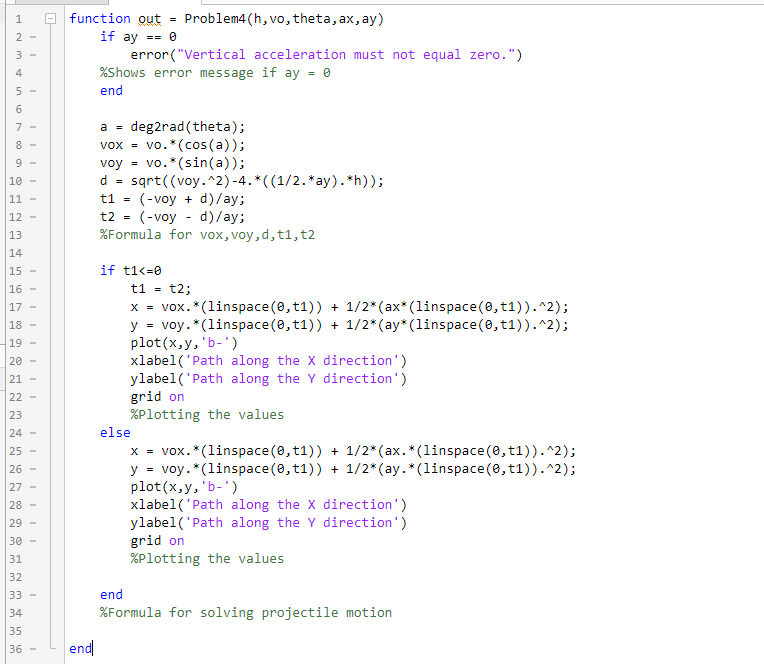 1 function out = Problem4(h,vo,theta,ax,ay)
2 if ay == 0
3 error("Vertical acceleration must not equal zero.")
4 %Shows error message if ay = 0
5 end
6
7 a = deg2rad(theta);
8 vox = vo.*(cos(a));
9 voy = vo.*(sin(a));
10 d = sqrt((voy.^2)-4.*((1/2.*ay).*h));
11 t1 = (-voy + d)/ay;
12 t2 = (-voy - d)/ay;
13 %Formula for vox,voy,d,t1,t2
14
15 if t1<=0
16 t1 = t2;
17 x = vox.*(linspace(0,t1)) + 1/2*(ax*(linspace(0,t1)).^2);
18 y = voy.*(linspace(0,t1)) + 1/2*(ay*(linspace(0,t1)).^2);
19 plot(x,y,'b-')
20 xlabel('Path along the X direction')
21 ylabel('Path along the Y direction')
22 grid on
23 %Plotting the values
24 else
25 x = vox.*(linspace(0,t1)) + 1/2*(ax.*(linspace(0,t1)).^2);
26 y = voy.*(linspace(0,t1)) + 1/2*(ay.*(linspace(0,t1)).^2);
27 plot(x,y,'b-')
28 xlabel('Path along the X direction')
29 ylabel('Path along the Y direction')
30 grid on
31 %Plotting the values
32
33 end
34 %Formula for solving projectile motion
35
36 end